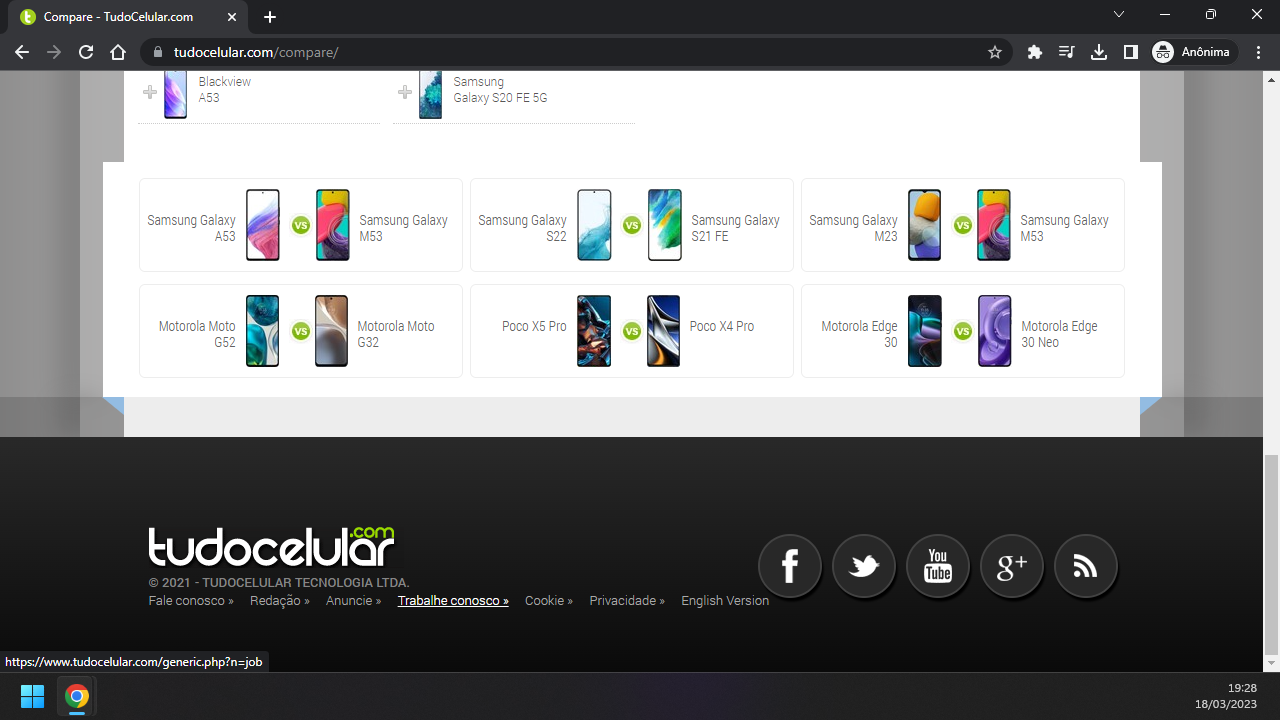 Compare - TudoCelular.com
tudocelular.com/compare/
Anônima
Blackview
A53
Samsung
Galaxy S20 FE 5G
Samsung Galaxy
A53
vs
Samsung Galaxy
M53
Samsung Galaxy
S22
vs
Samsung Galaxy
S21 FE
Samsung Galaxy
M23
vs
Samsung Galaxy
M53
Motorola Moto
G52
vs
Motorola Moto
G32
Poco X5 Pro
vs
Poco X4 Pro
Motorola Edge
30
vs
Motorola Edge
30 Neo
tudocelular.com
© 2021 - TUDOCELULAR TECNOLOGIA LTDA.
Fale conosco » Redação » Anuncie » Trabalhe conosco » Cookie » Privacidade » English Version
f
You
Tube
g+
https://www.tudocelular.com/generic.php?n=job
19:28
18/03/2023